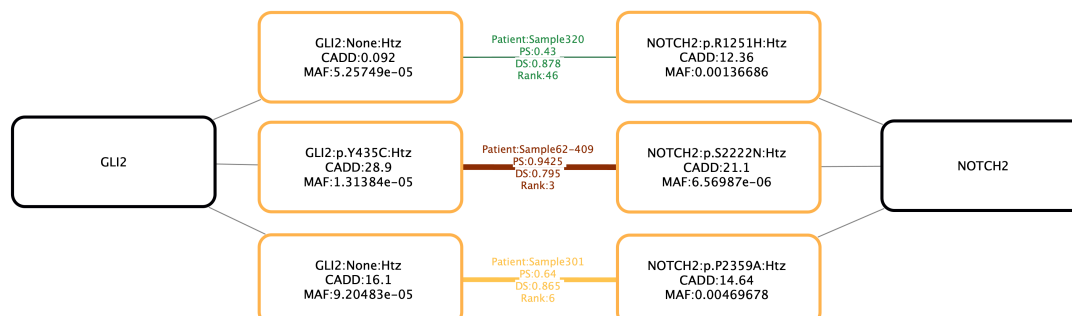 GLI2:None:Htz
CADD:0.092
MAF:5.25749e-05
Patient:Sample320
PS:0.43
DS:0.878
Rank:46
NOTCH2:p.R1251H:Htz
CADD:12.36
MAF:0.00136686
GLI2
GLI2:p.Y435C:Htz
CADD:28.9
MAF:1.31384e-05
Patient:Sample62-409
PS:0.9425
DS:0.795
Rank:3
NOTCH2:p.S2222N:Htz
CADD:21.1
MAF:6.56987e-06
NOTCH2
GLI2:None:Htz
CADD:16.1
MAF:9.20483e-05
Patient:Sample301
PS:0.64
DS:0.865
Rank:6
NOTCH2:p.P2359A:Htz
CADD:14.64
MAF:0.00469678